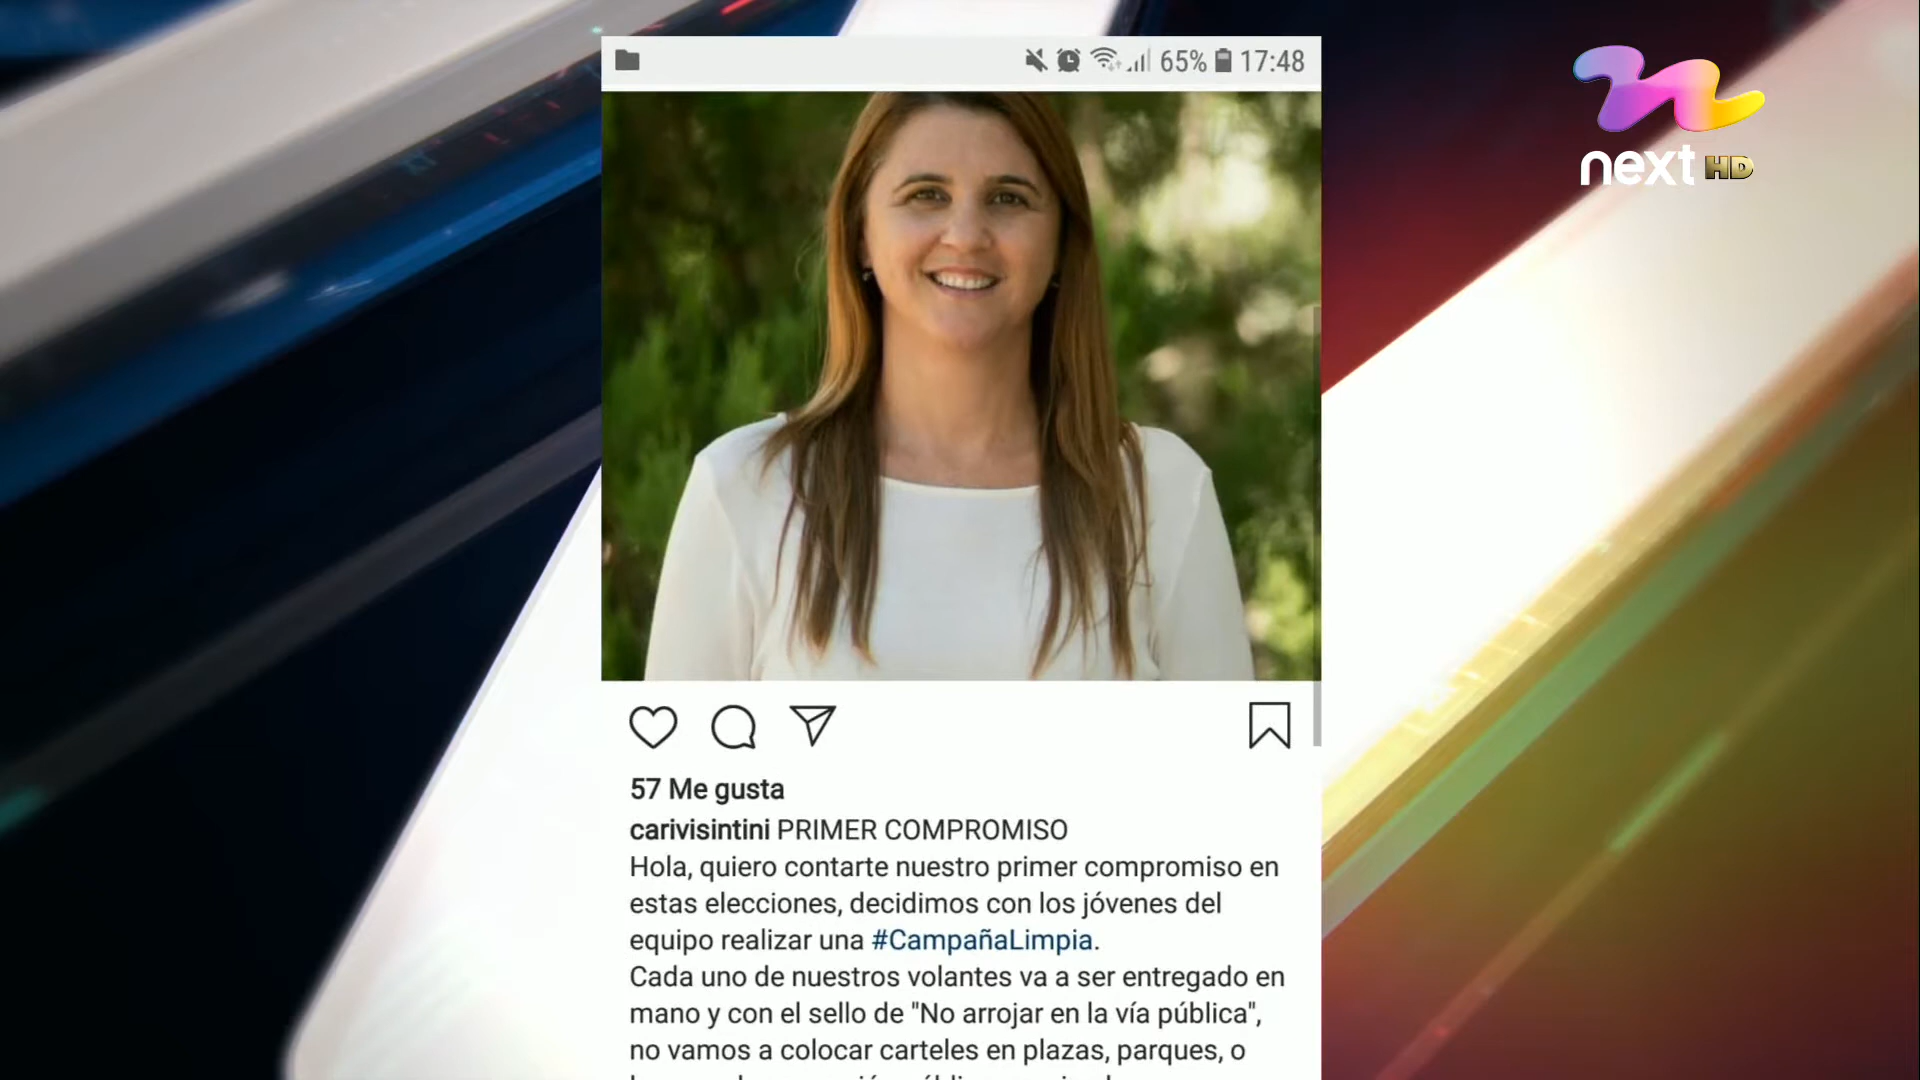 65% 17:48
next HD
57 Me gusta
carivisintini PRIMER COMPROMISO
Hola, quiero contarte nuestro primer compromiso en
estas elecciones, decidimos con los jóvenes del
equipo realizar una #CampañaLimpia.
Cada uno de nuestros volantes va a ser entregado en
mano y con el sello de "No arrojar en la vía pública",
no vamos a colocar carteles en plazas, parques, o